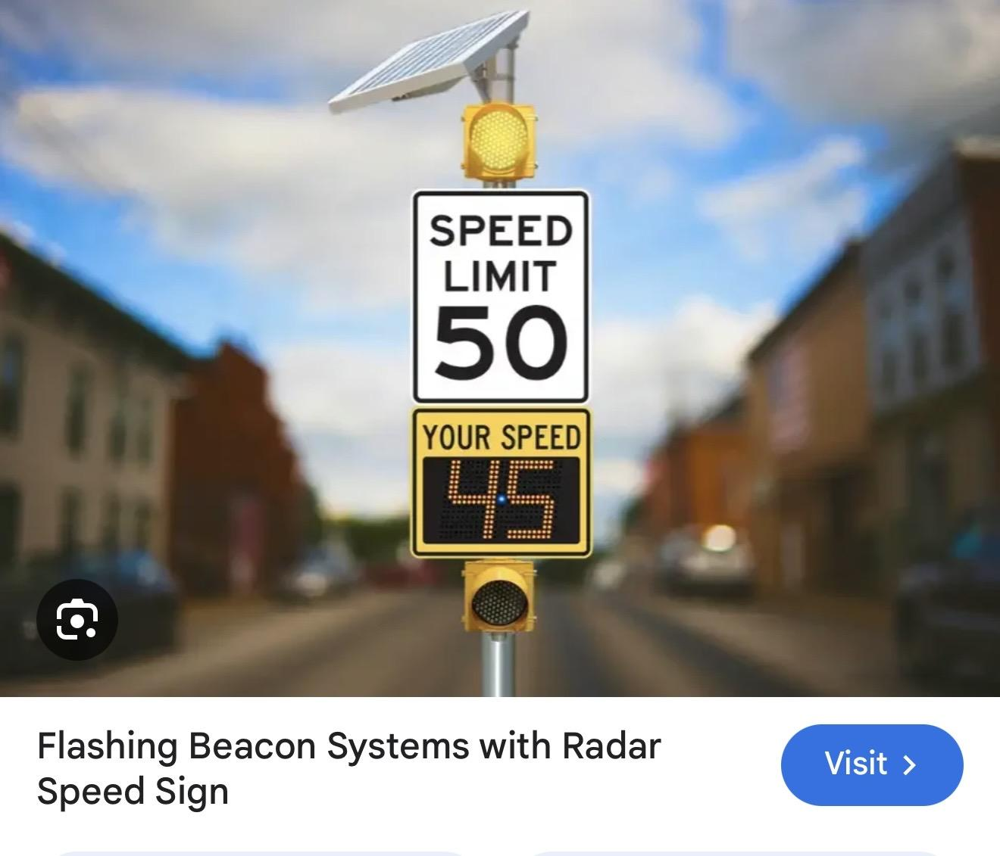 SPEED
LIMIT
50
YOUR SPEED
45
Flashing Beacon Systems with Radar
Speed Sign
Visit